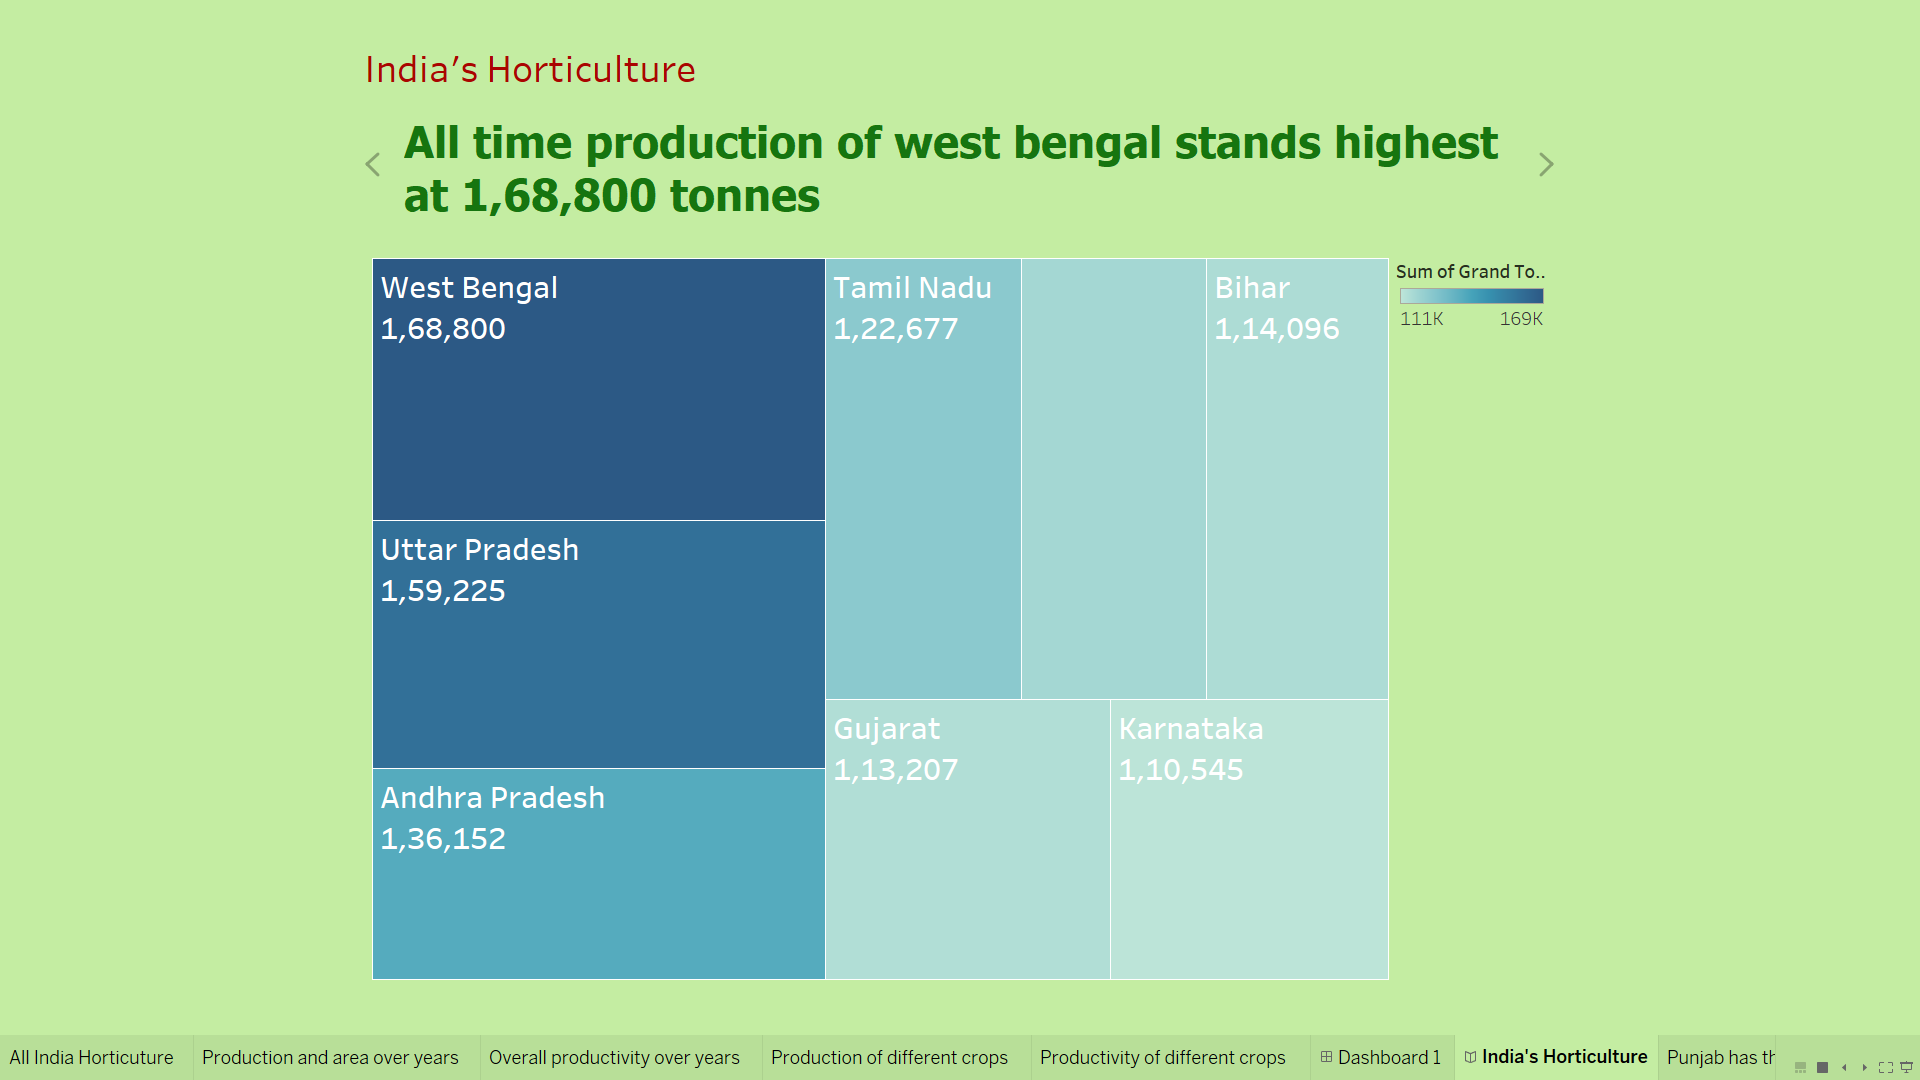 India's Horticulture
All time production of west bengal stands highest
at 1,68,800 tonnes
West Bengal
1,68,800
Uttar Pradesh
1,59,225
Andhra Pradesh
1,36,152
Tamil Nadu
1,22,677
Bihar
1,14,096
Gujarat
1,13,207
Karnataka
1,10,545
Sum of Grand To..
111K 169K
All India Horticuture Production and area over years Overall productivity over years Production of different crops Productivity of different crops Dashboard 1 India's Horticulture Punjab has th